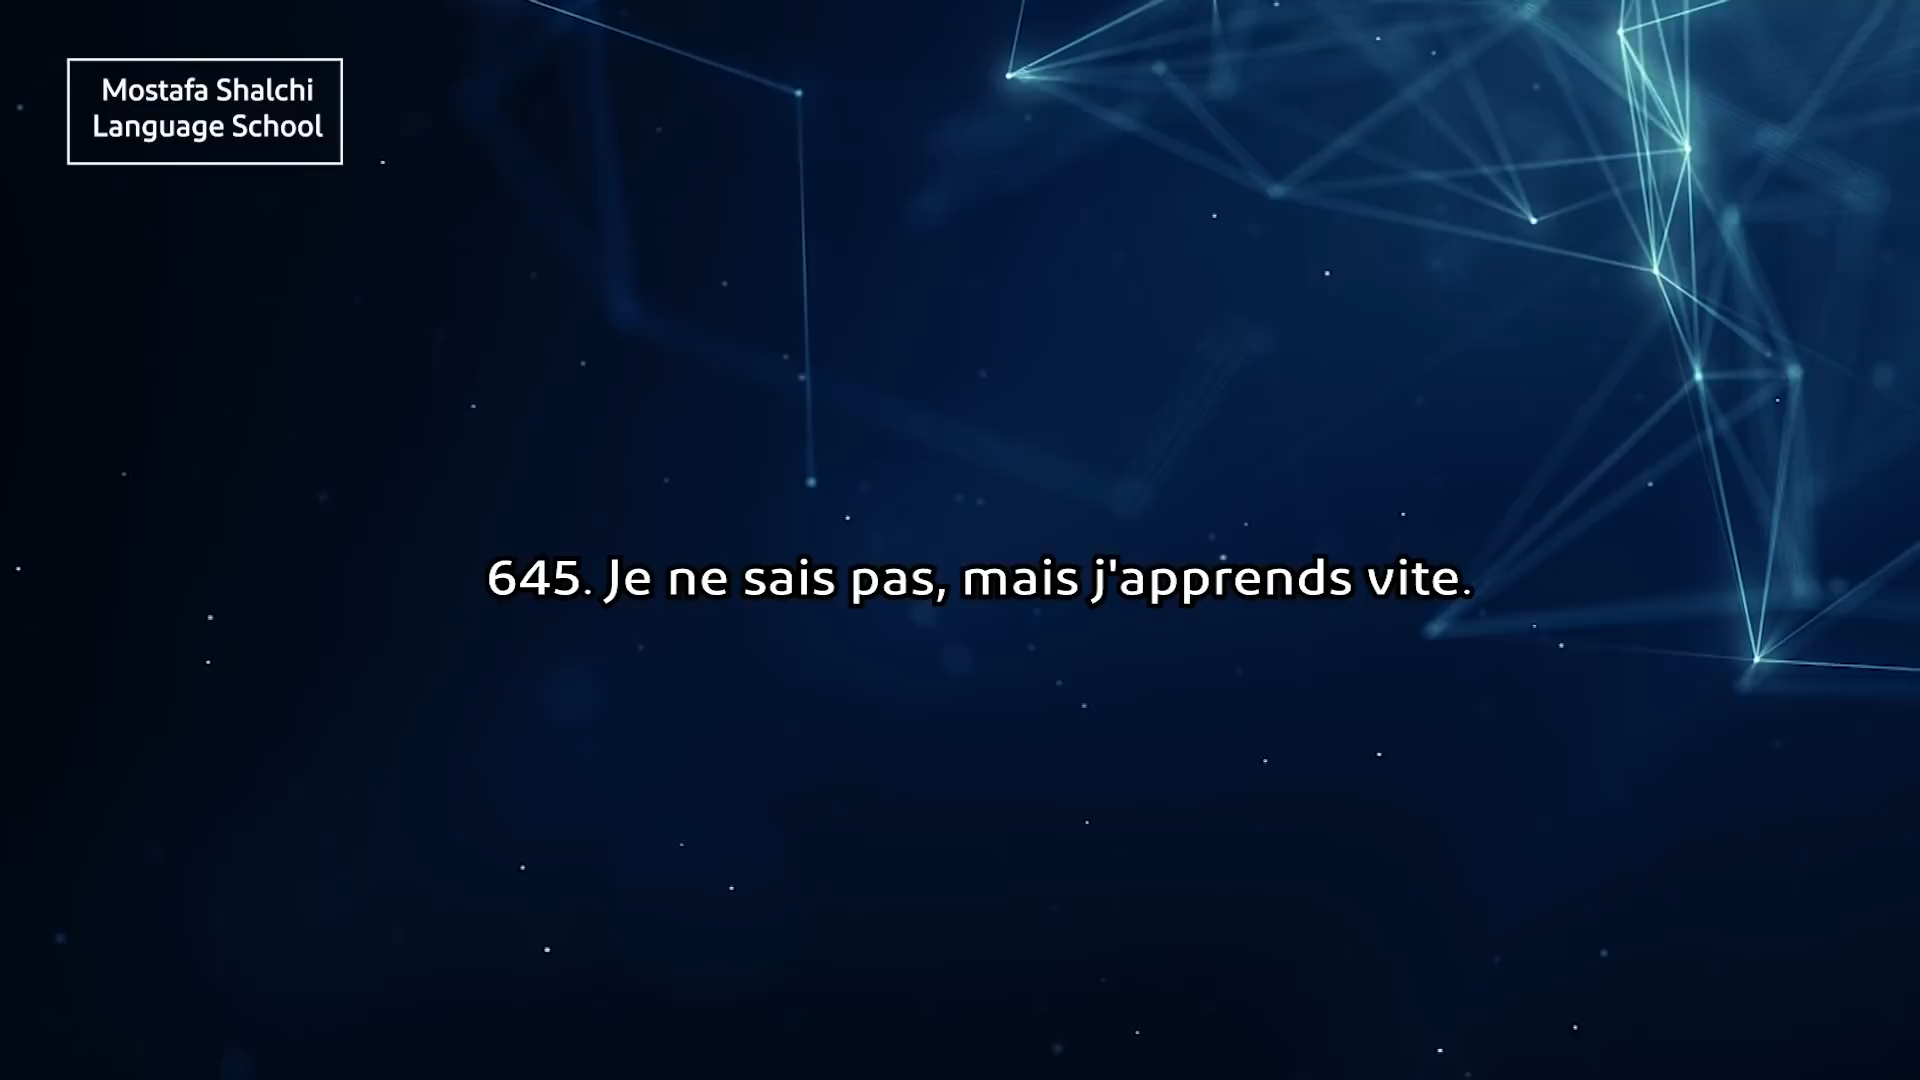 Mostafa Shalchi
Language School
645. Je ne sais pas, mais j'apprends vite.